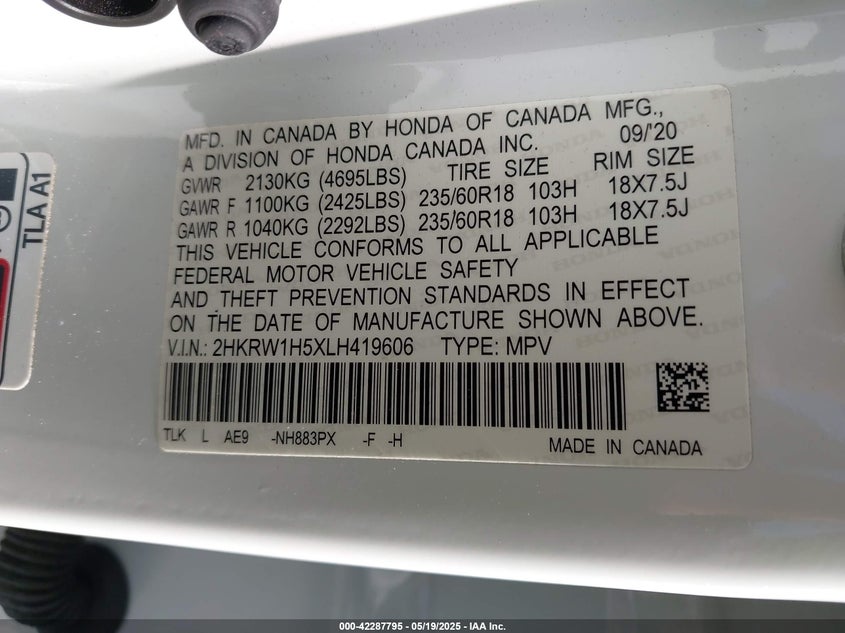 MFD. IN CANADA BY HONDA OF CANADA MFG.,
A DIVISION OF HONDA CANADA INC. 09/'20
GVWR 2130KG (4695LBS) TIRE SIZE RIM SIZE
GAWR F 1100KG (2425LBS) 235/60R18 103H 18X7.5J
GAWR R 1040KG (2292LBS) 235/60R18 103H 18X7.5J
THIS VEHICLE CONFORMS TO ALL APPLICABLE
FEDERAL MOTOR VEHICLE SAFETY
AND THEFT PREVENTION STANDARDS IN EFFECT
ON THE DATE OF MANUFACTURE SHOWN ABOVE.
V.I.N.: 2HKRW1H5XLH419606 TYPE: MPV
TLK L AE9 -NH883PX -F -H MADE IN CANADA
TLA A1
000-42287795 - 05/19/2025 - IAA Inc.